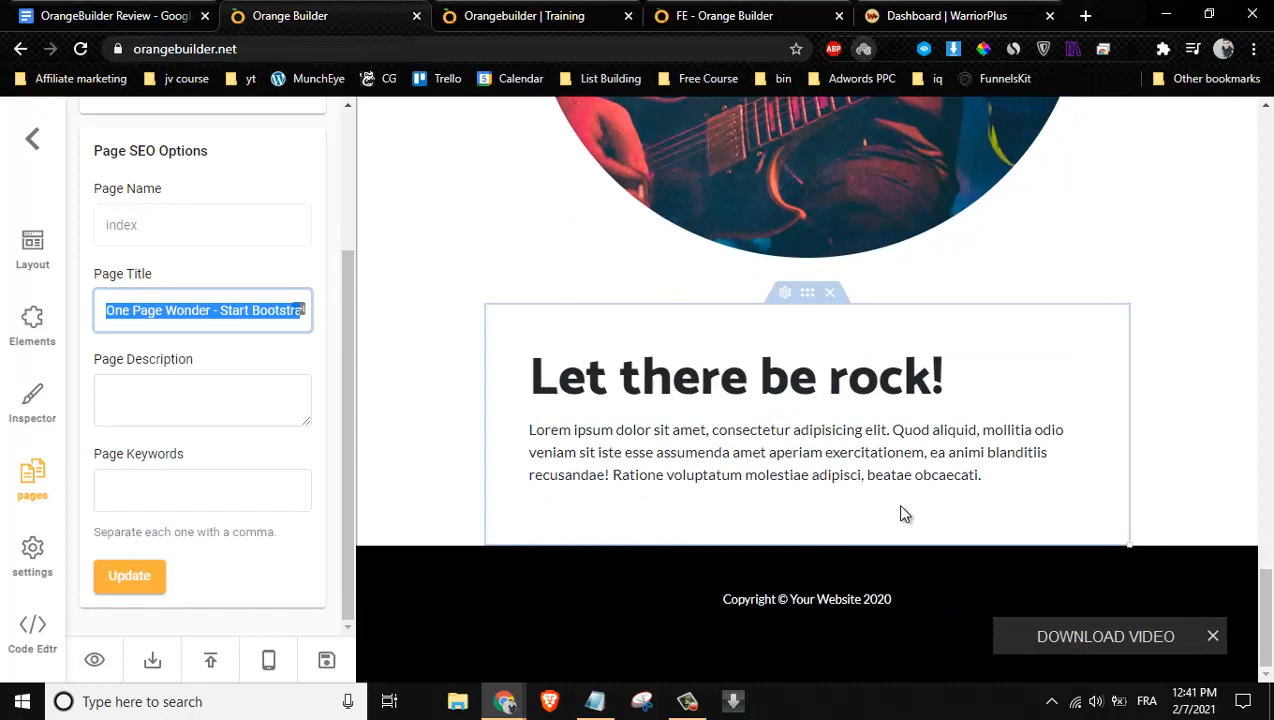 OrangeBuilder Review - Googl
Orange Builder
Orangebuilder | Training
FE - Orange Builder
Dashboard | WarriorPlus
orangebuilder.net
ABP
Affiliate marketing
jv course
yt
MunchEye
CG
Trello
5
Calendar
List Building
Free Course
bin
Adwords PPC
iq
FunnelsKit
Other bookmarks
Page SEO Options
Page Name
index
Page Title
One Page Wonder - Start Bootstra
Page Description
Page Keywords
Separate each one with a comma.
Update
Layout
Elements
Inspector
pages
settings
Code Edtr
Let there be rock!
Lorem ipsum dolor sit amet, consectetur adipisicing elit. Quod aliquid, mollitia odio
veniam sit iste esse assumenda amet aperiam exercitationem, ea animi blanditiis
recusandae! Ratione voluptatum molestiae adipisci, beatae obcaecati.
Copyright © Your Website 2020
DOWNLOAD VIDEO
Type here to search
FRA
12:41 PM
2/7/2021